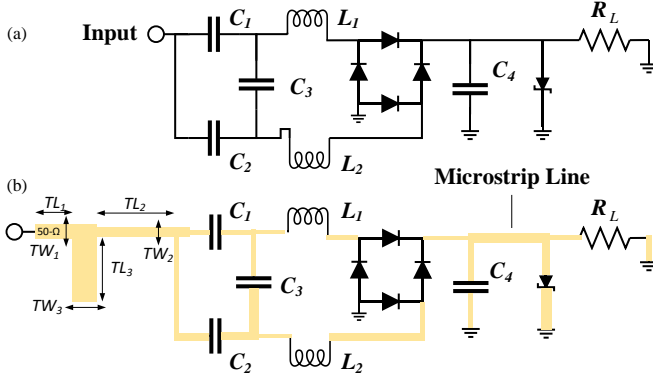 (a)
Input
C1
L1
RL
C3
C4
C2
L2
(b)
Microstrip Line
TL1
TL2
C1
L1
RL
50-Ω
TW1
TW2
TL3
C3
C4
TW3
C2
L2